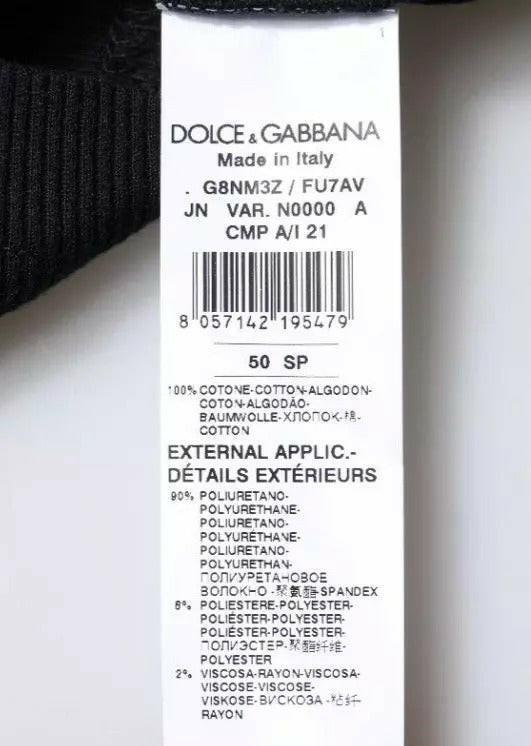 DOLCE & GABBANA
Made in Italy
. G8NM3Z / FU7AV
JN VAR. N0000 A
CMP A/I 21
8 057142 195479
50 SP
100% COTONE-COTTON-ALGODON-
COTON-ALGODÃO-
BAUMWOLLE-ХЛОПОК-棉-
COTTON
EXTERNAL APPLIC.-
DÉTAILS EXTÉRIEURS
90% POLIURETANO-
POLYURETHANE-
POLIURETANO-
POLYURÉTHANE-
POLIURETANO-
POLYURETHAN-
ПОЛИУРЕТАНОВОЕ
ВОЛОКНО-聚氨酯-SPANDEX
8% POLIESTERE-POLYESTER-
POLIÉSTER-POLYESTER-
POLIÉSTER-POLYESTER-
ПОЛИЭСТЕР-聚酯纤维-
POLYESTER
2% VISCOSA-RAYON-VISCOSA-
VISCOSE-VISCOSE-
VISKOSE-ВИСКОЗА-粘纤-
RAYON